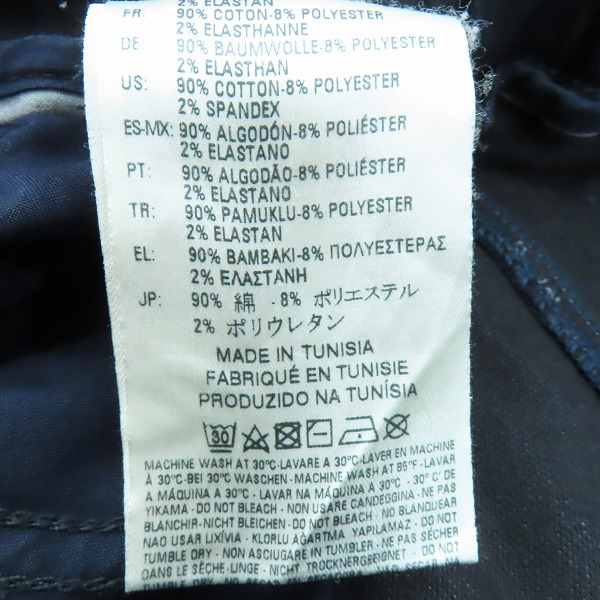 2% ELASTAN
FR: 90% COTON-8% POLYESTER
2% ELASTHANNE
DE: 90% BAUMWOLLE-8% POLYESTER
2% ELASTHAN
US: 90% COTTON-8% POLYESTER
2% SPANDEX
ES-MX: 90% ALGODÓN-8% POLIÉSTER
2% ELASTANO
PT: 90% ALGODÃO-8% POLIÉSTER
2% ELASTANO
TR: 90% PAMUKLU-8% POLYESTER
2% ELASTAN
EL: 90% ΒΑΜΒΑΚΙ-8% ΠΟΛΥΕΣΤΕΡΑΣ
2% ΕΛΑΣΤΑΝΗ
JP: 90% 綿 -8% ポリエステル
2% ポリウレタン
MADE IN TUNISIA
FABRIQUÉ EN TUNISIE
PRODUZIDO NA TUNÍSIA
30
MACHINE WASH AT 30°C-LAVARE A 30°C-LAVER EN MACHINE
À 30°C-BEI 30°C WASCHEN-MACHINE WASH AT 85°F-LAVAR
A MÁQUINA A 30°C- LAVAR NA MÁQUINA A 30°C - 30°C DE
YIKAMA - DO NOT BLEACH - NON USARE CANDEGGINA - NE PAS
BLANCHIR-NICHT BLEICHEN- DO NOT BLEACH - NO BLANQUEAR
NAO USAR LIXÍVIA - KLORLU AĞARTMA YAPILAMAZ - DO NOT
TUMBLE DRY - NON ASCIUGARE IN TUMBLER - NE PAS SECHER
DANS LE SÈCHE-LINGE - NICHT TROCKNERGEEIGNET - DO NOT
TUMBLE DRY